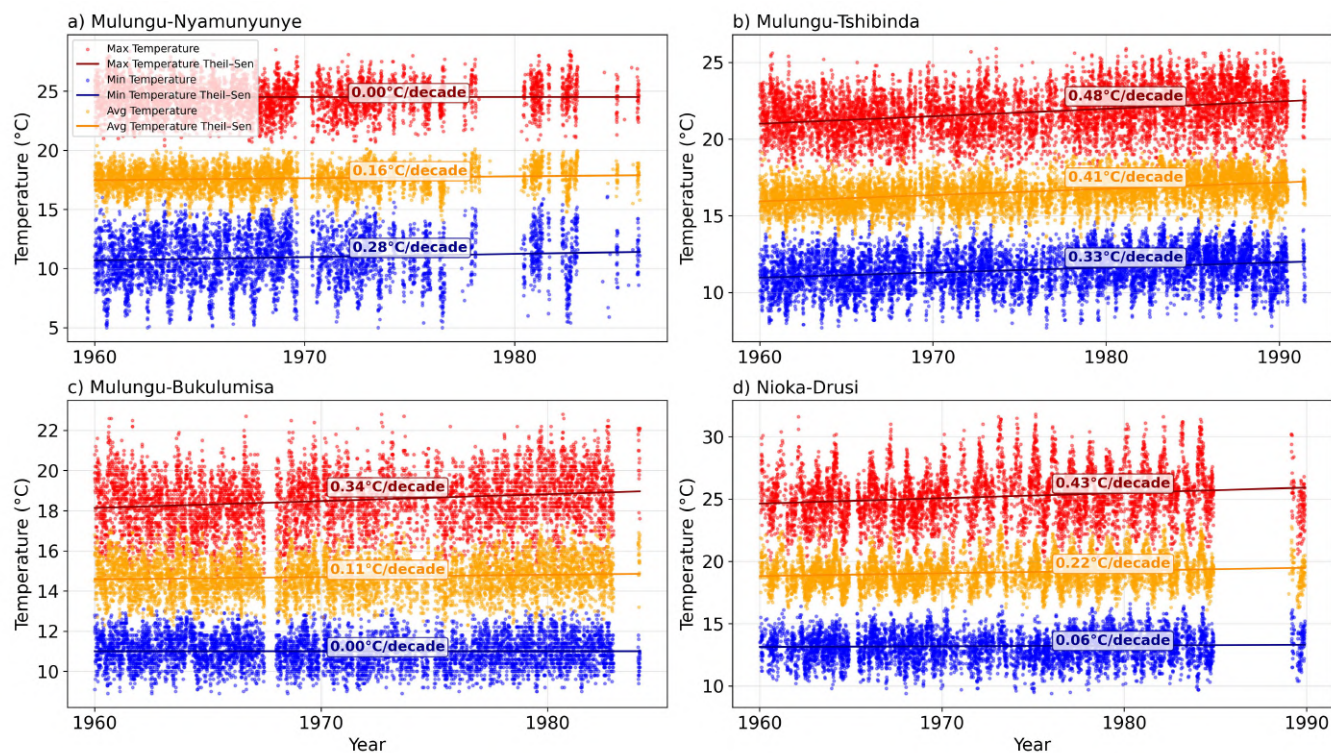 a) Mulungu-Nyamunyunye
Max Temperature
Max Temperature Theil–Sen
Min Temperature
Min Temperature Theil–Sen
Avg Temperature
Avg Temperature Theil–Sen
0.00°C/decade
0.16°C/decade
0.28°C/decade
Temperature (°C)
25
20
15
10
5
1960
1970
1980
b) Mulungu-Tshibinda
0.48°C/decade
0.41°C/decade
0.33°C/decade
Temperature (°C)
25
20
15
10
1960
1970
1980
1990
c) Mulungu-Bukulumisa
0.34°C/decade
0.11°C/decade
0.00°C/decade
Temperature (°C)
22
20
18
16
14
12
10
1960
1970
1980
Year
d) Nioka-Drusi
0.43°C/decade
0.22°C/decade
0.06°C/decade
Temperature (°C)
30
25
20
15
10
1960
1970
1980
1990
Year